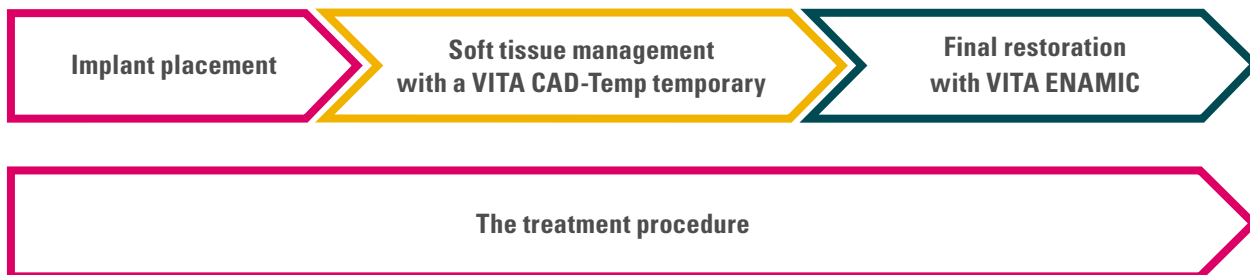 Implant placement
Soft tissue management
with a VITA CAD-Temp temporary
Final restoration
with VITA ENAMIC
The treatment procedure